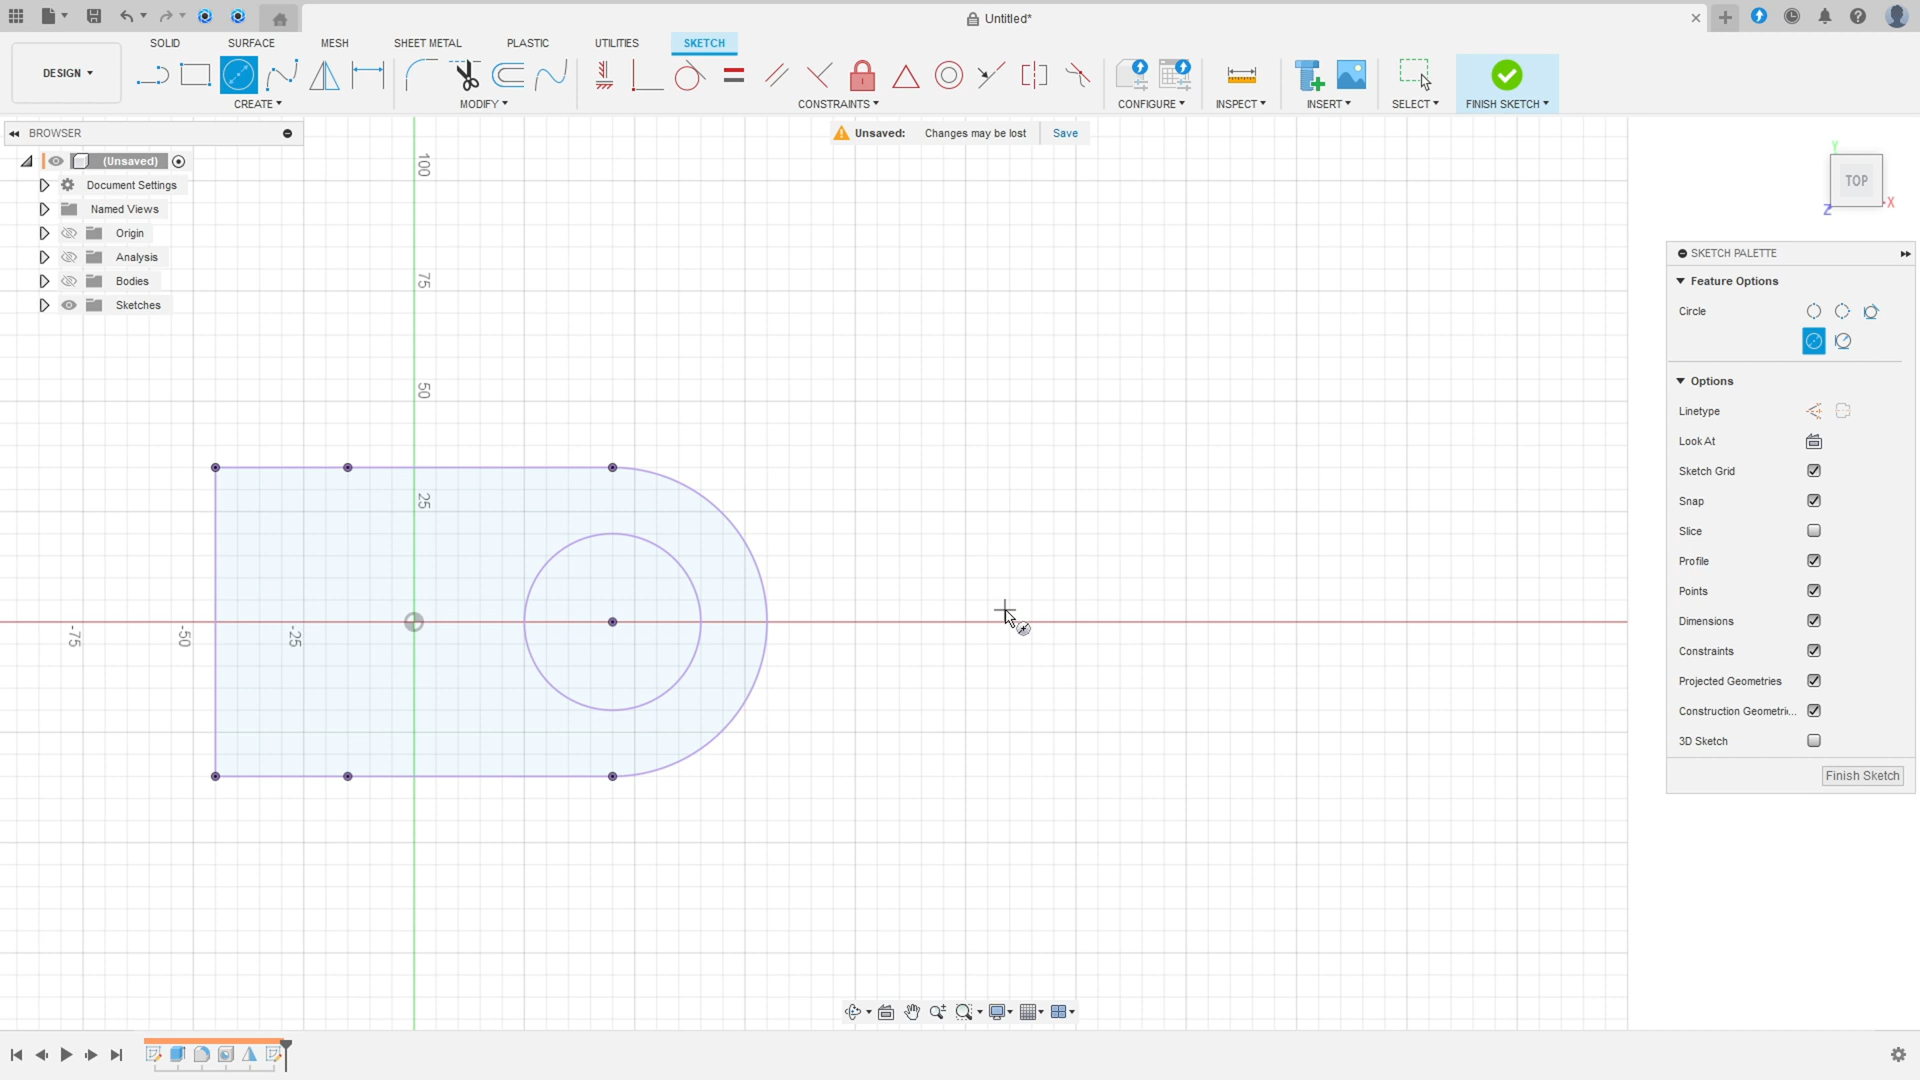 Untitled*
SOLID SURFACE MESH SHEET METAL PLASTIC UTILITIES SKETCH
DESIGN
CREATE MODIFY CONSTRAINTS CONFIGURE INSPECT INSERT SELECT FINISH SKETCH
BROWSER
Unsaved: Changes may be lost Save
(Unsaved)
Document Settings
Named Views
Origin
Analysis
Bodies
Sketches
100
75
50
25
-75
-50
-25
Y
TOP
X
Z
SKETCH PALETTE
Feature Options
Circle
Options
Linetype
Look At
Sketch Grid
Snap
Slice
Profile
Points
Dimensions
Constraints
Projected Geometries
Construction Geometri...
3D Sketch
Finish Sketch